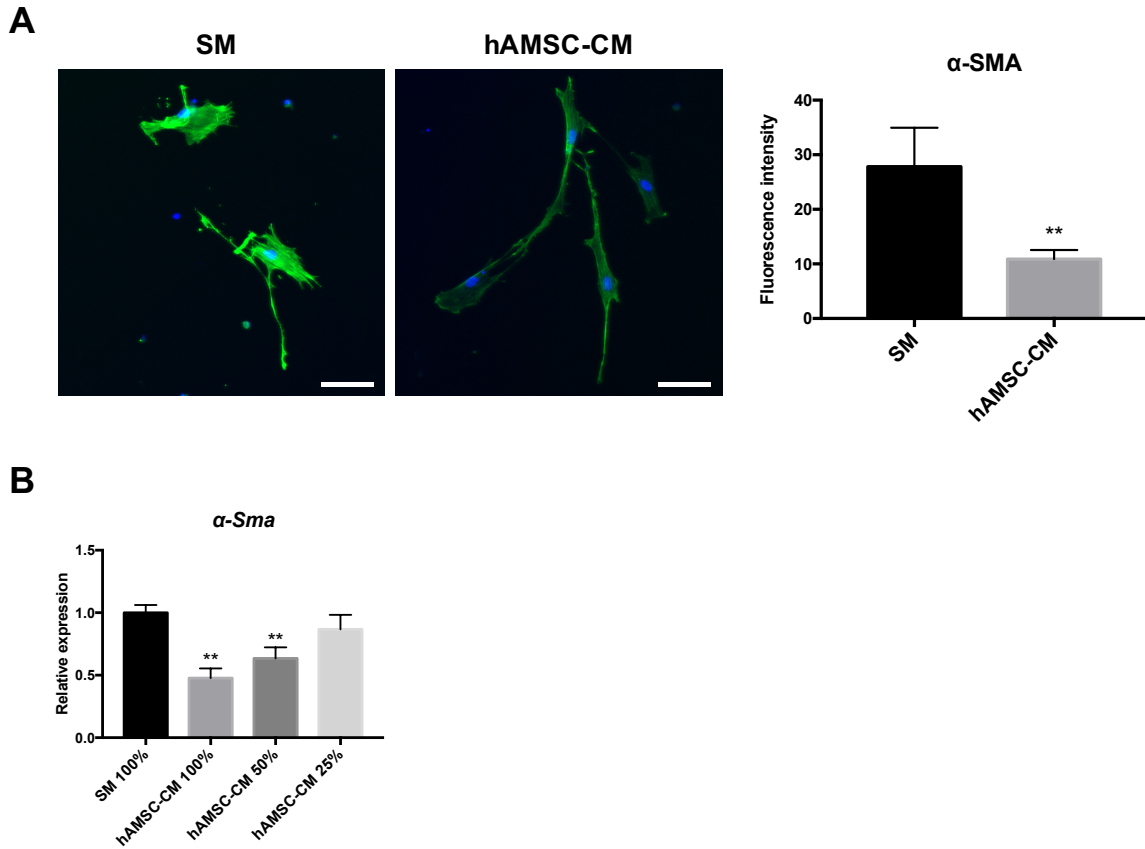 A
SM
hAMSC-CM
α-SMA
Fluorescence intensity
40
30
20
10
0
**
SM
hAMSC-CM
B
α-Sma
Relative expression
1.5
1.0
0.5
0.0
**
**
SM 100%
hAMSC-CM 100%
hAMSC-CM 50%
hAMSC-CM 25%